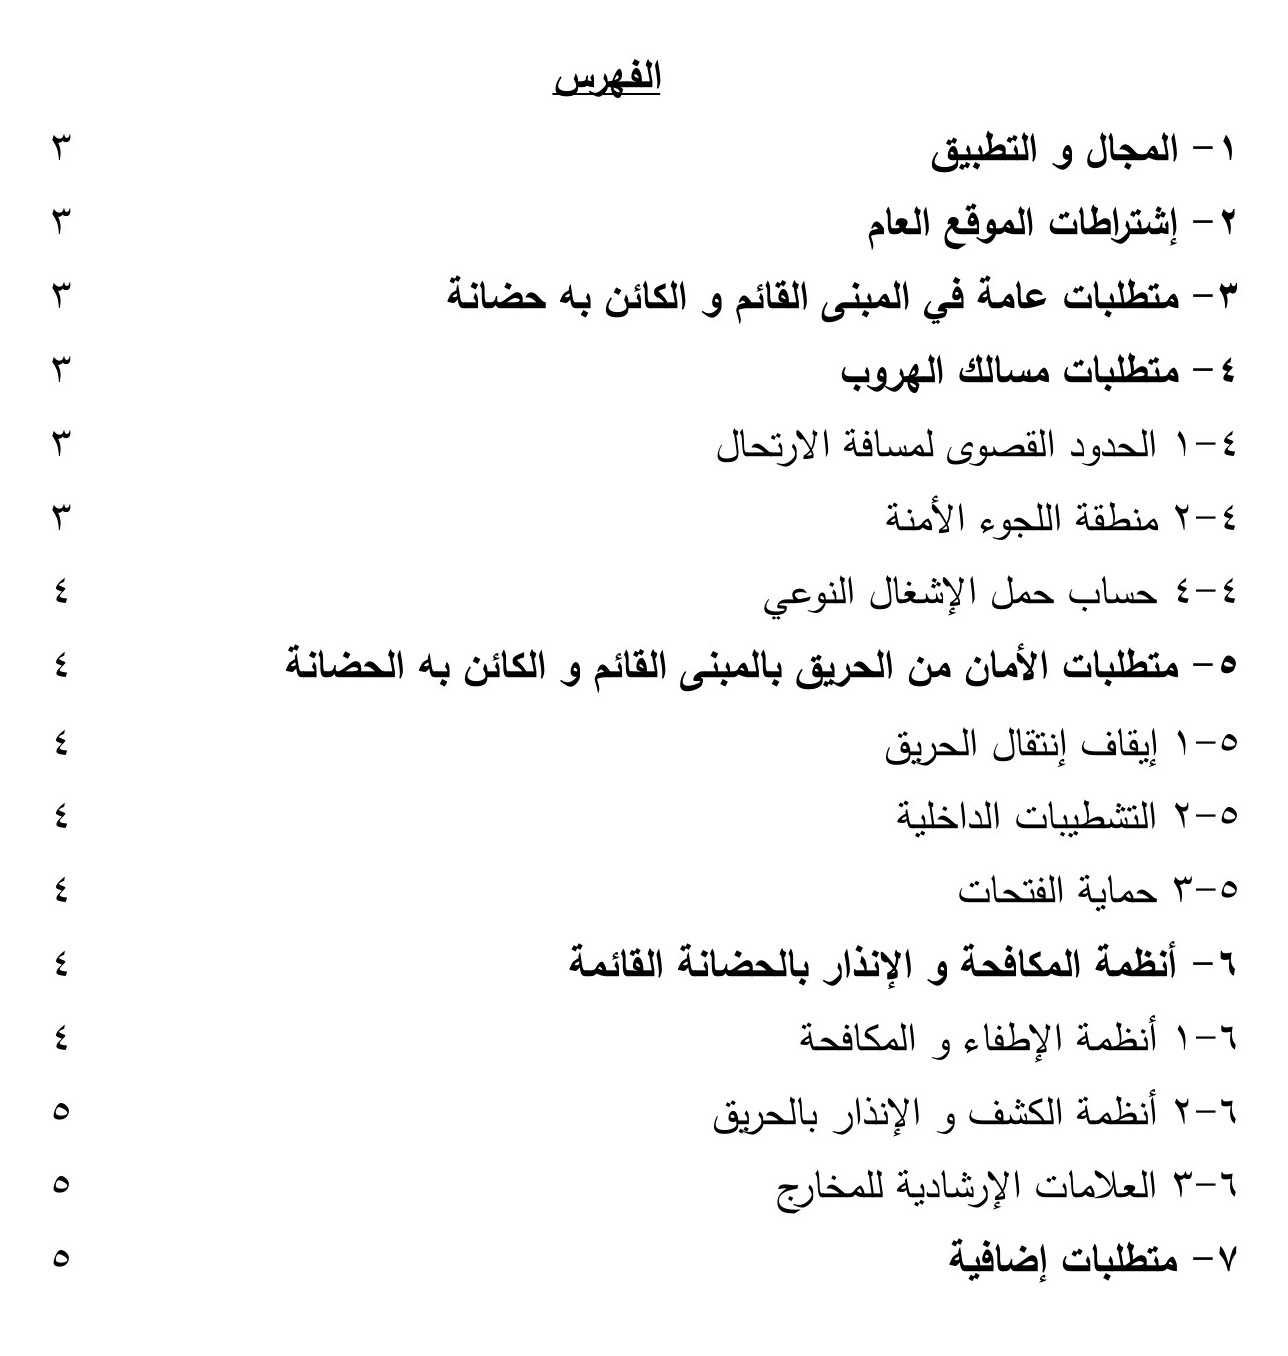 الفهرس
١- المجال و التطبيق ٣
٢- إشتراطات الموقع العام ٣
٣- متطلبات عامة في المبنى القائم و الكائن به حضانة ٣
٤- متطلبات مسالك الهروب ٣
٤-١ الحدود القصوى لمسافة الارتحال ٣
٤-٢ منطقة اللجوء الأمنة ٣
٤-٤ حساب حمل الإشغال النوعي ٤
٥- متطلبات الأمان من الحريق بالمبنى القائم و الكائن به الحضانة ٤
٥-١ إيقاف إنتقال الحريق ٤
٥-٢ التشطيبات الداخلية ٤
٥-٣ حماية الفتحات ٤
٦- أنظمة المكافحة و الإنذار بالحضانة القائمة ٤
٦-١ أنظمة الإطفاء و المكافحة ٤
٦-٢ أنظمة الكشف و الإنذار بالحريق ٥
٦-٣ العلامات الإرشادية للمخارج ٥
٧- متطلبات إضافية ٥